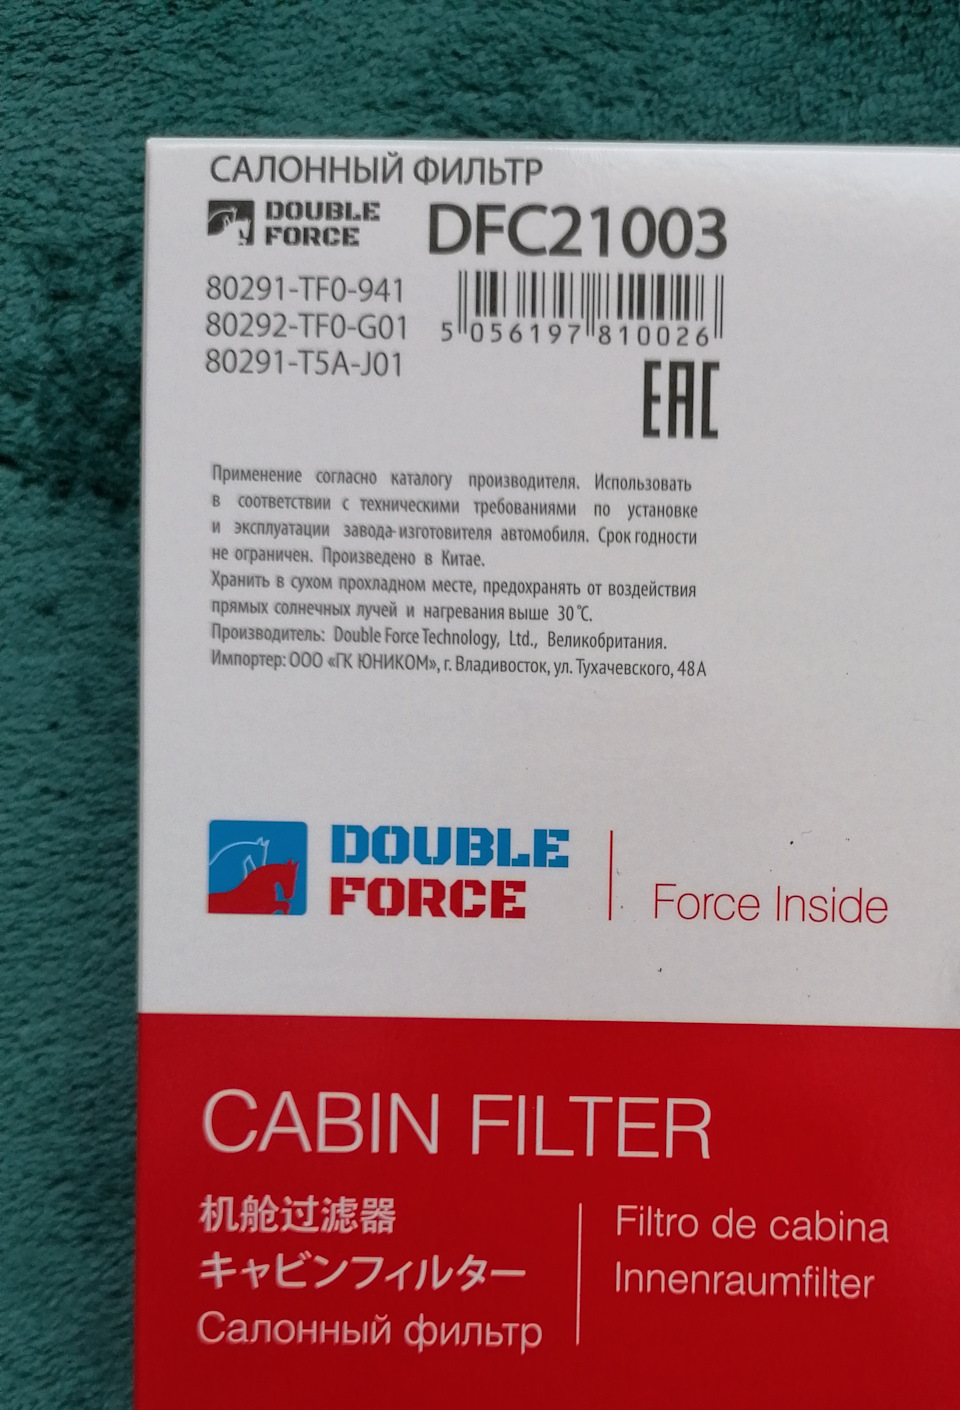 САЛОННЫЙ ФИЛЬТР
DOUBLE FORCE
DFC21003
80291-TF0-941
80292-TF0-G01
80291-T5A-J01
5 056197 810026
EAC
Применение согласно каталогу производителя. Использовать
в соответствии с техническими требованиями по установке
и эксплуатации завода-изготовителя автомобиля. Срок годности
не ограничен. Произведено в Китае.
Хранить в сухом прохладном месте, предохранять от воздействия
прямых солнечных лучей и нагревания выше 30 °C.
Производитель: Double Force Technology, Ltd., Великобритания.
Импортер: ООО «ГК ЮНИКОМ», г. Владивосток, ул. Тухачевского, 48А
DOUBLE
FORCE
Force Inside
CABIN FILTER
机舱过滤器
キャビンフィルター
Салонный фильтр
Filtro de cabina
Innenraumfilter